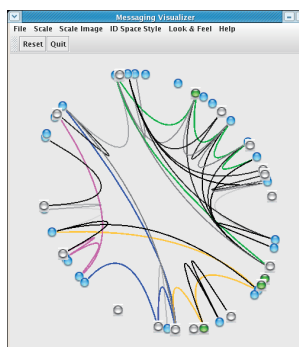 Messaging Visualizer
File Scale Scale Image ID Space Style Look & Feel Help
Reset Quit